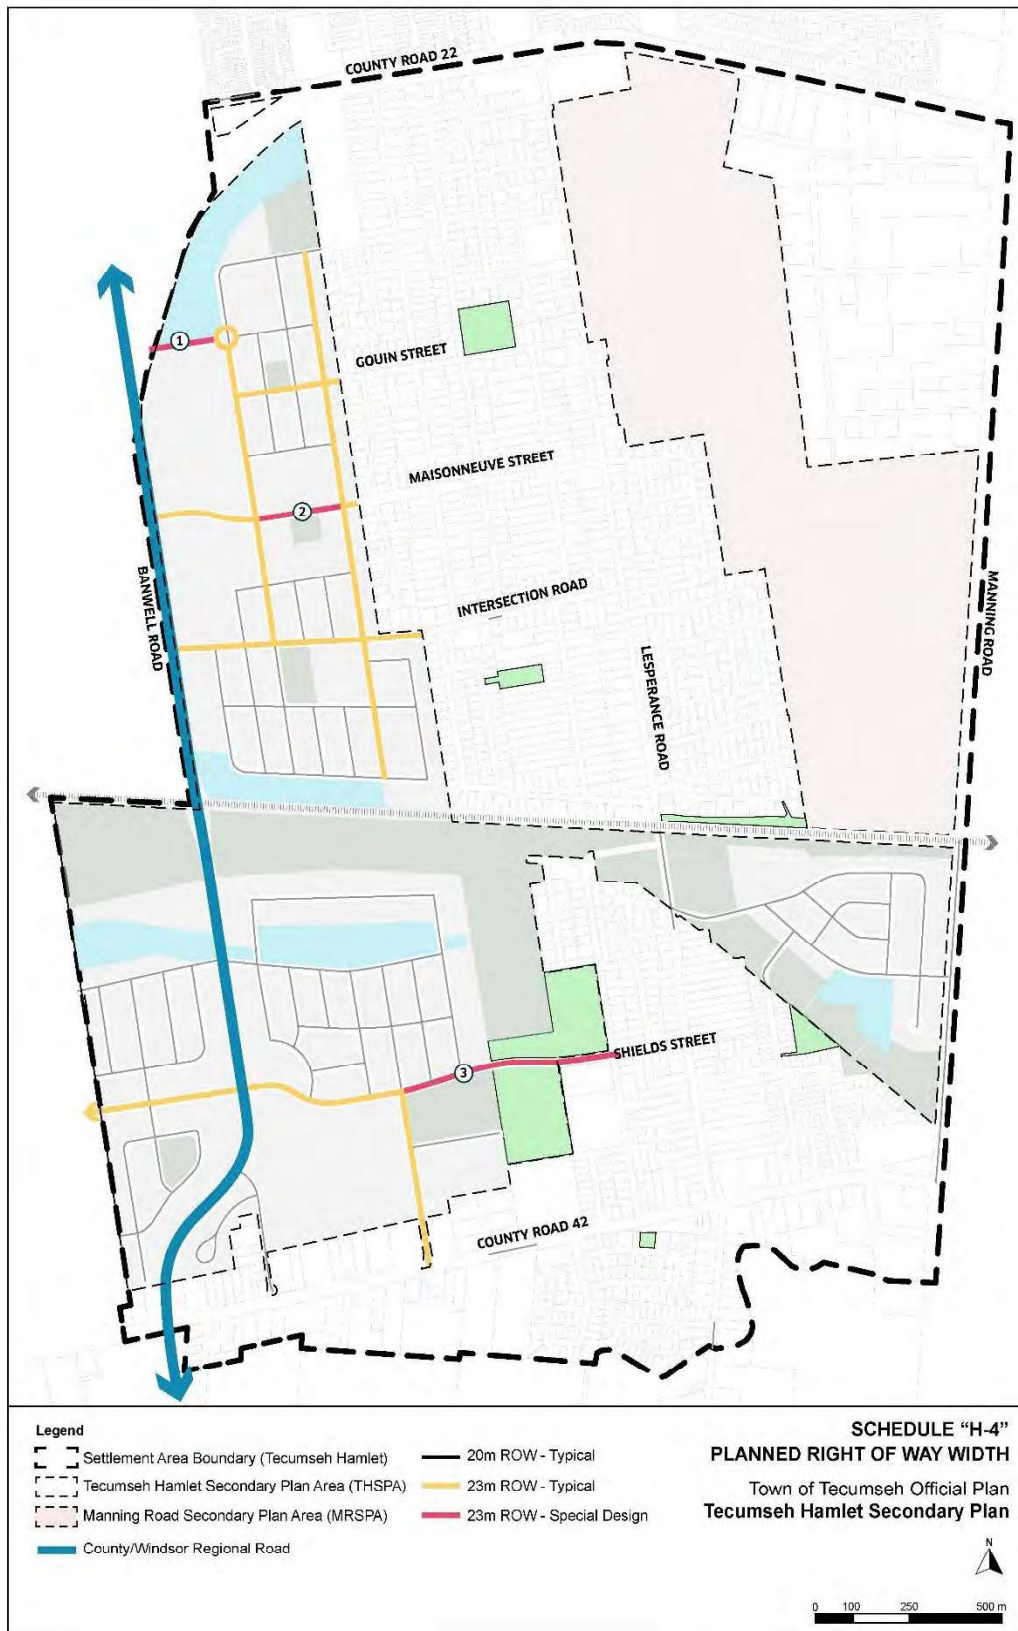 COUNTY ROAD 22
1
GOUIN STREET
MAISONNEUVE STREET
2
BANWELL ROAD
INTERSECTION ROAD
LESPERANCE ROAD
MANNING ROAD
SHIELDS STREET
3
COUNTY ROAD 42
Legend
Settlement Area Boundary (Tecumseh Hamlet)
Tecumseh Hamlet Secondary Plan Area (THSPA)
Manning Road Secondary Plan Area (MRSPA)
County/Windsor Regional Road
20m ROW - Typical
23m ROW - Typical
23m ROW - Special Design
SCHEDULE “H-4”
PLANNED RIGHT OF WAY WIDTH
Town of Tecumseh Official Plan
Tecumseh Hamlet Secondary Plan
N
0 100 250 500 m